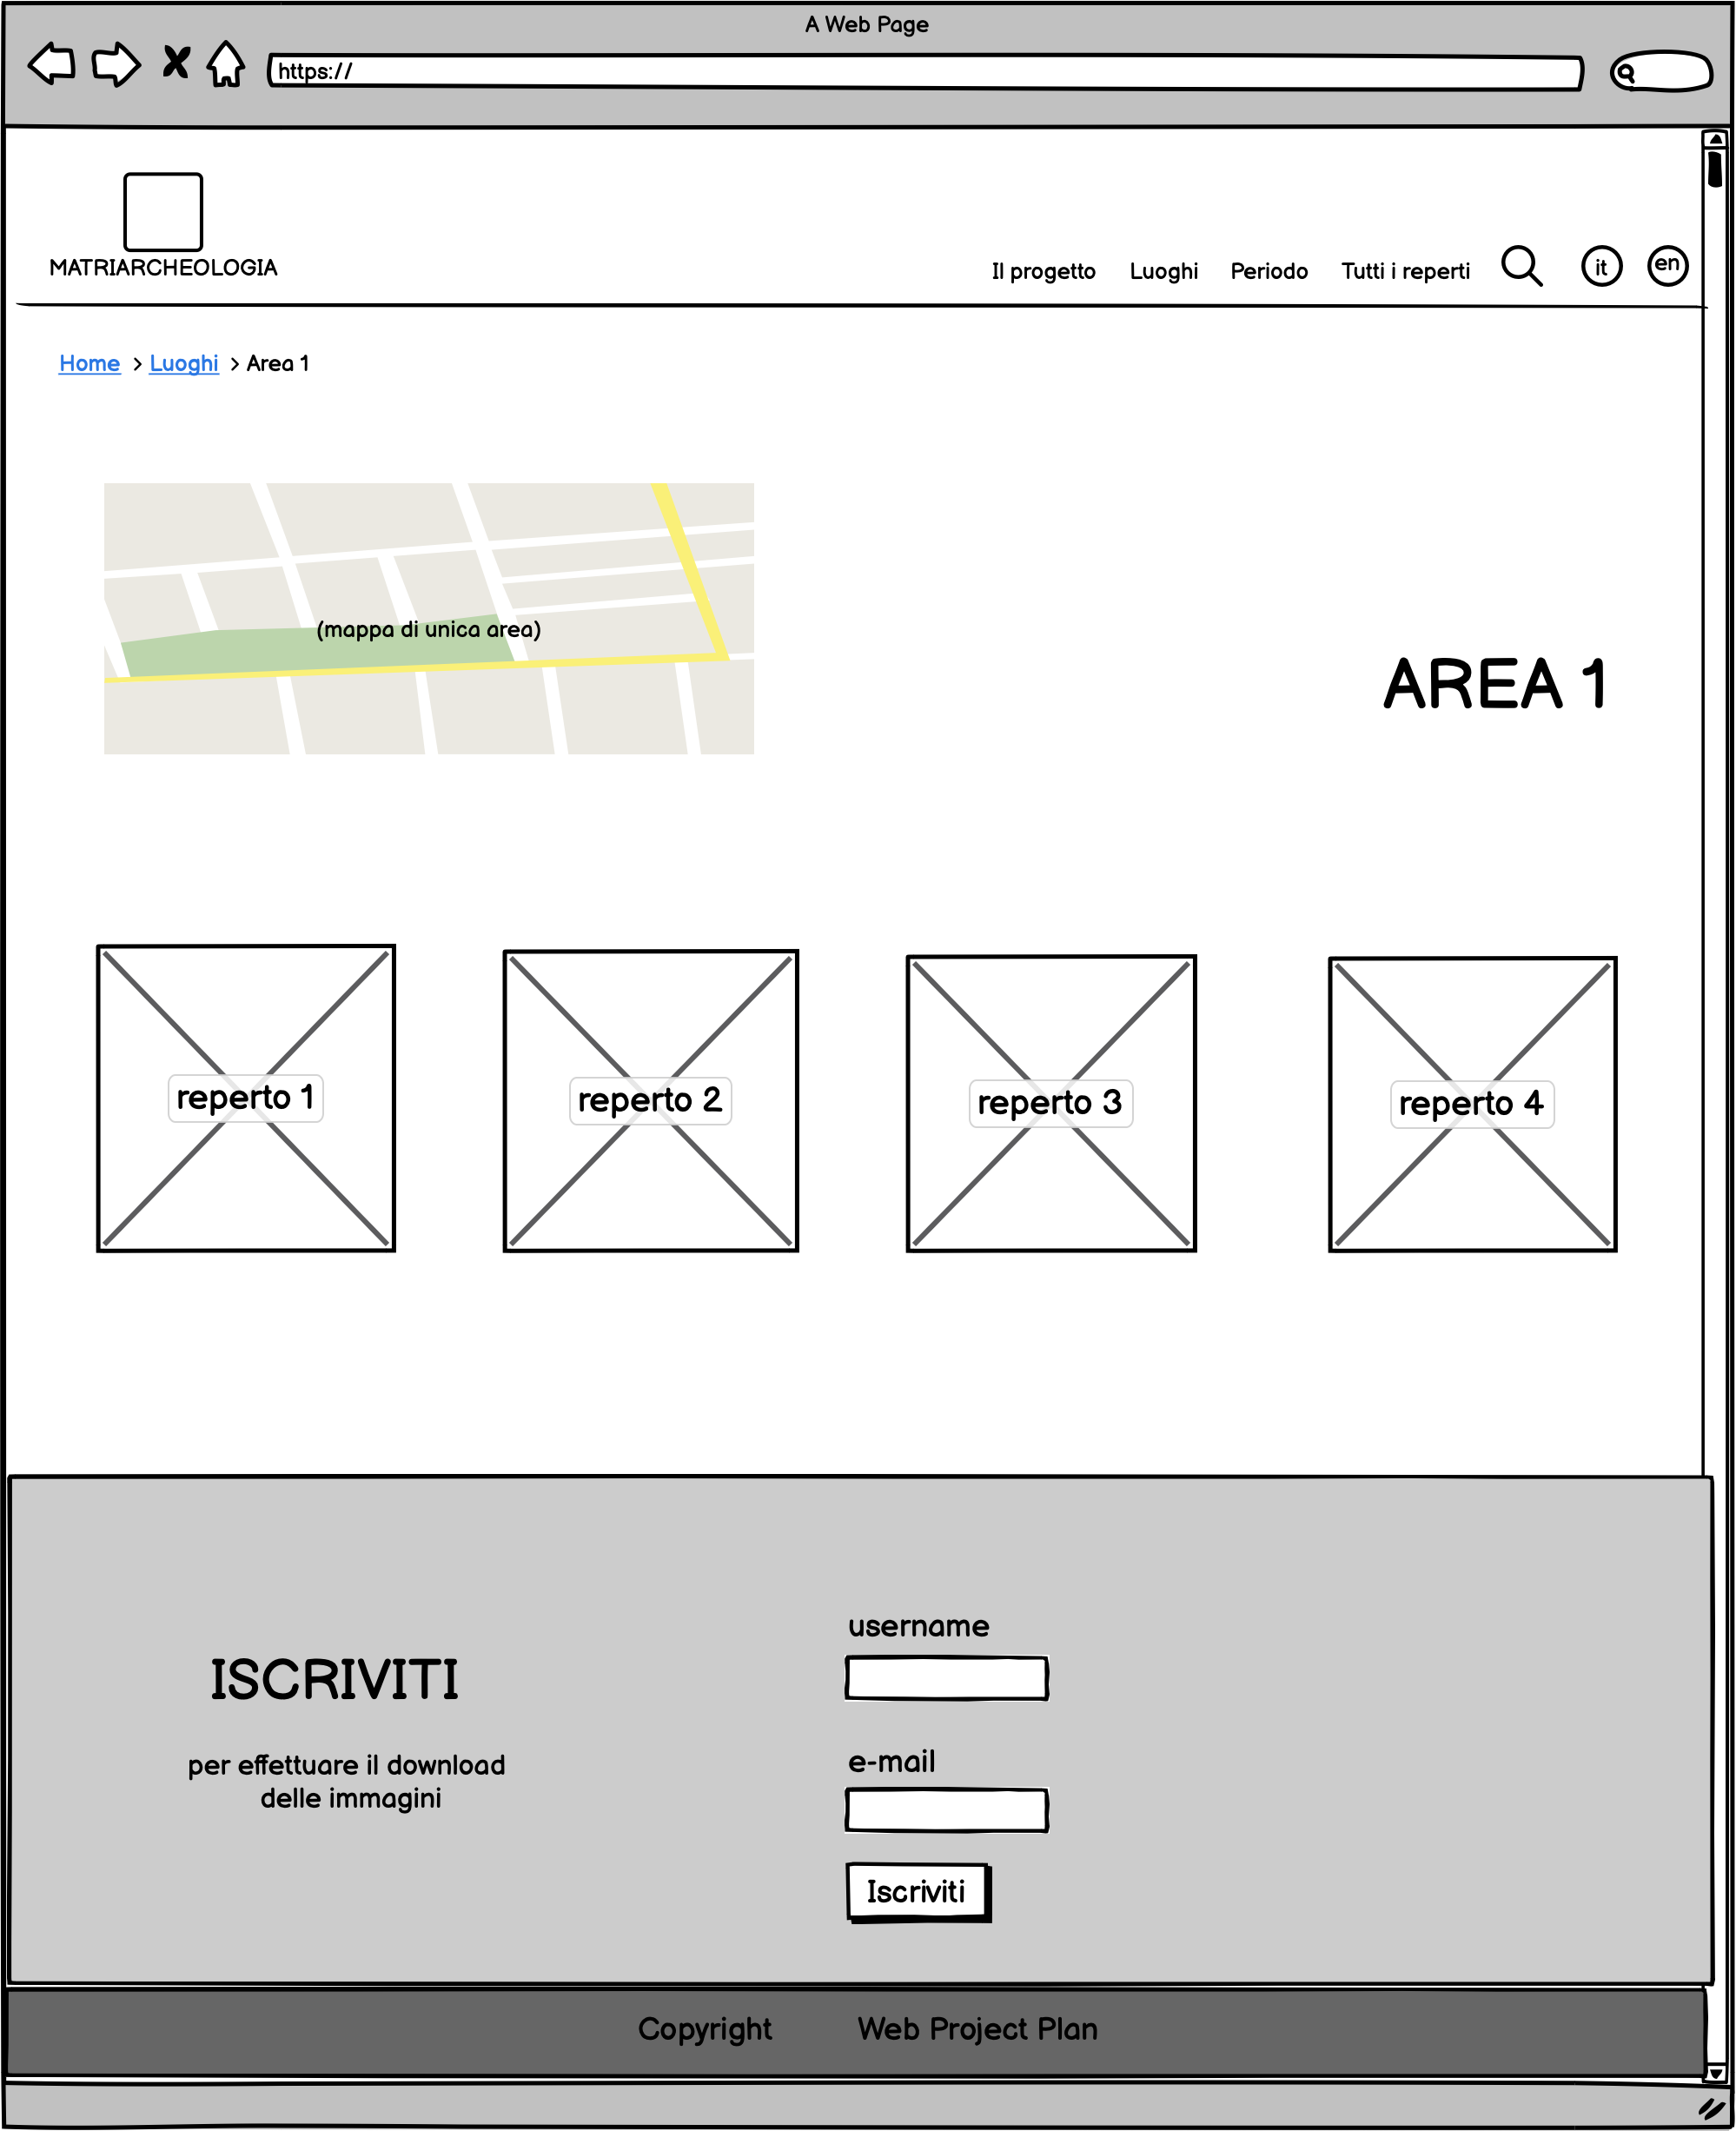 A Web Page
https://
MATRIARCHEOLOGIA
Il progetto Luoghi Periodo Tutti i reperti it en
Home > Luoghi > Area 1
(mappa di unica area)
AREA 1
reperto 1 reperto 2 reperto 3 reperto 4
ISCRIVITI
per effettuare il download
delle immagini
username
e-mail
Iscriviti
Copyright Web Project Plan